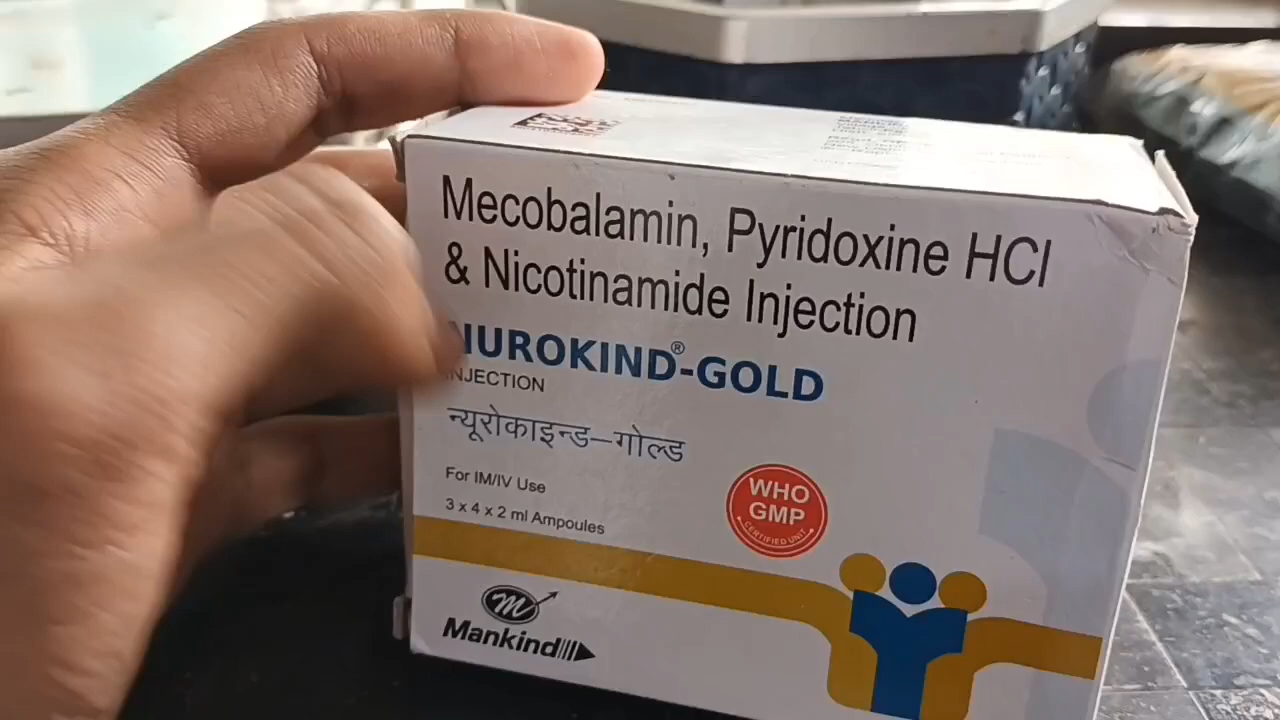 Mecobalamin, Pyridoxine HCl
& Nicotinamide Injection
NUROKIND®-GOLD
INJECTION
न्यूरोकाइन्ड–गोल्ड
For IM/IV Use
3 x 4 x 2 ml Ampoules
WHO
GMP
CERTIFIED UNIT
m
Mankind